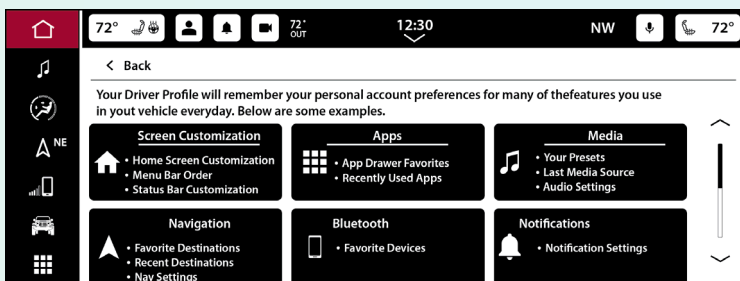 72° 72° OUT 12:30 NW 72°
< Back
Your Driver Profile will remember your personal account preferences for many of thefeatures you use
in yout vehicle everyday. Below are some examples.
NE
Screen Customization
• Home Screen Customization
• Menu Bar Order
• Status Bar Customization
Apps
• App Drawer Favorites
• Recently Used Apps
Media
• Your Presets
• Last Media Source
• Audio Settings
Navigation
• Favorite Destinations
• Recent Destinations
• Nav Settings
Bluetooth
• Favorite Devices
Notifications
• Notification Settings